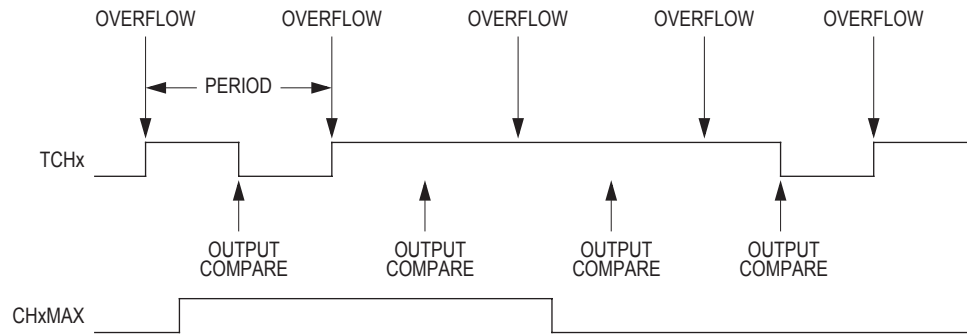 OVERFLOW OVERFLOW OVERFLOW OVERFLOW OVERFLOW
PERIOD
TCHx
OUTPUT COMPARE
OUTPUT COMPARE
OUTPUT COMPARE
OUTPUT COMPARE
CHxMAX